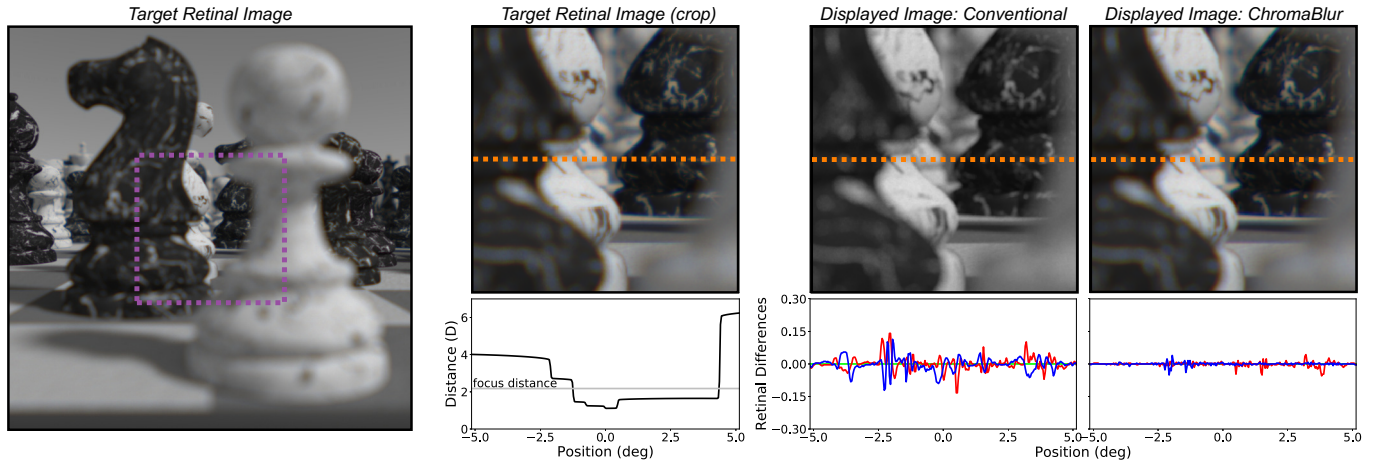 Target Retinal Image
Target Retinal Image (crop)
Displayed Image: Conventional
Displayed Image: ChromaBlur
Distance (D)
6
4
2
0
focus distance
-5.0 -2.5 0.0 2.5 5.0
Position (deg)
Retinal Differences
0.30
0.15
0.00
-0.15
-0.30
-5.0 -2.5 0.0 2.5 5.0
-5.0 -2.5 0.0 2.5 5.0
Position (deg)